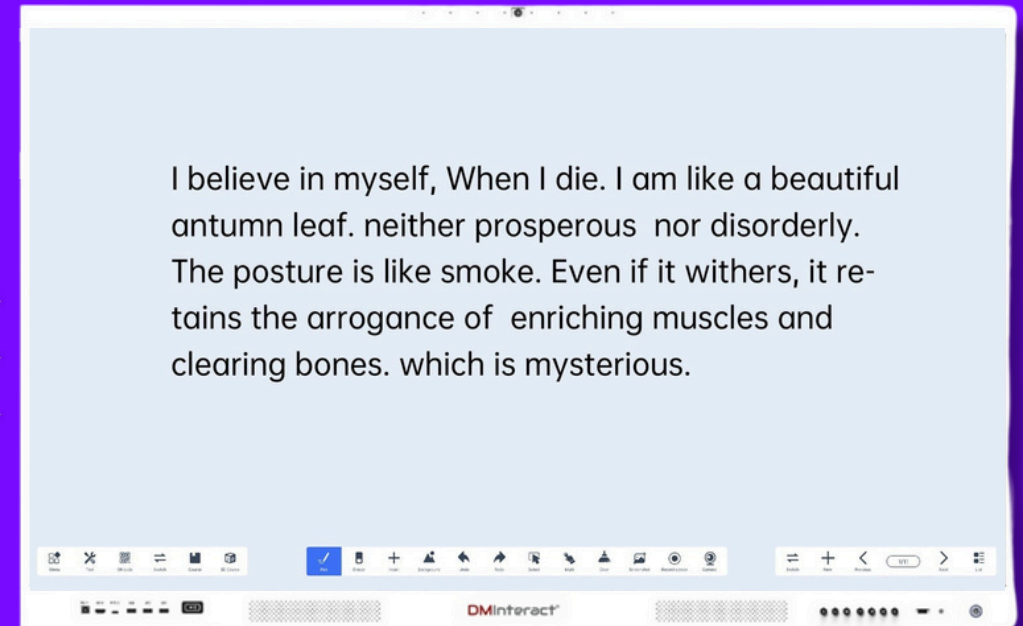 I believe in myself, When I die. I am like a beautiful
antumn leaf. neither prosperous  nor disorderly.
The posture is like smoke. Even if it withers, it re-
tains the arrogance of  enriching muscles and
clearing bones. which is mysterious.
DMInteract